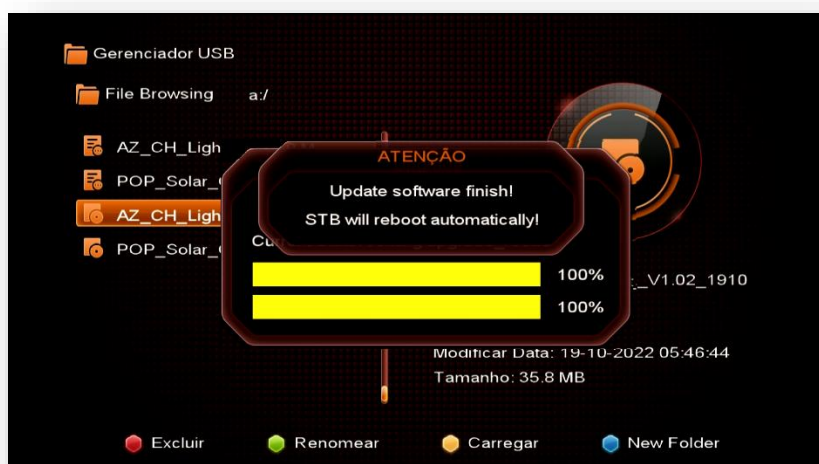 Gerenciador USB
File Browsing a:/
AZ_CH_Ligh
POP_Solar_
AZ_CH_Ligh
POP_Solar_
ATENÇÃO
Update software finish!
STB will reboot automatically!
100%
100%
_V1.02_1910
Modificar Data: 19-10-2022 05:46:44
Tamanho: 35.8 MB
Excluir Renomear Carregar New Folder